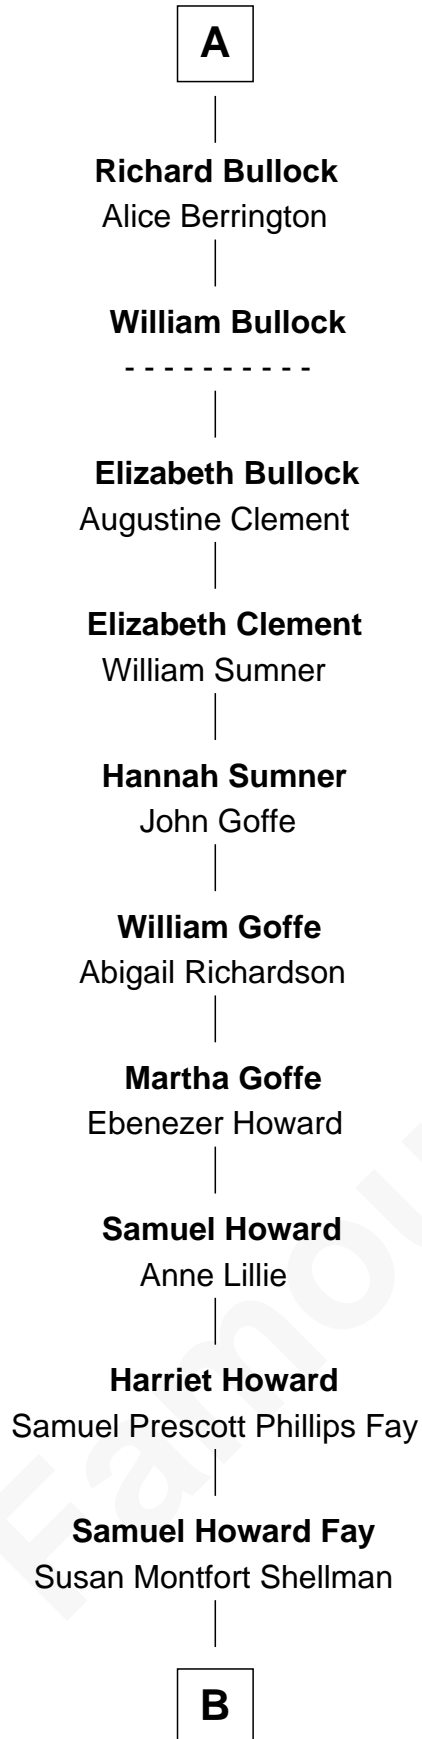 A
Richard Bullock
Alice Berrington
William Bullock
- - - - - - - - - -
Elizabeth Bullock
Augustine Clement
Elizabeth Clement
William Sumner
Hannah Sumner
John Goffe
William Goffe
Abigail Richardson
Martha Goffe
Ebenezer Howard
Samuel Howard
Anne Lillie
Harriet Howard
Samuel Prescott Phillips Fay
Samuel Howard Fay
Susan Montfort Shellman
B
Famou